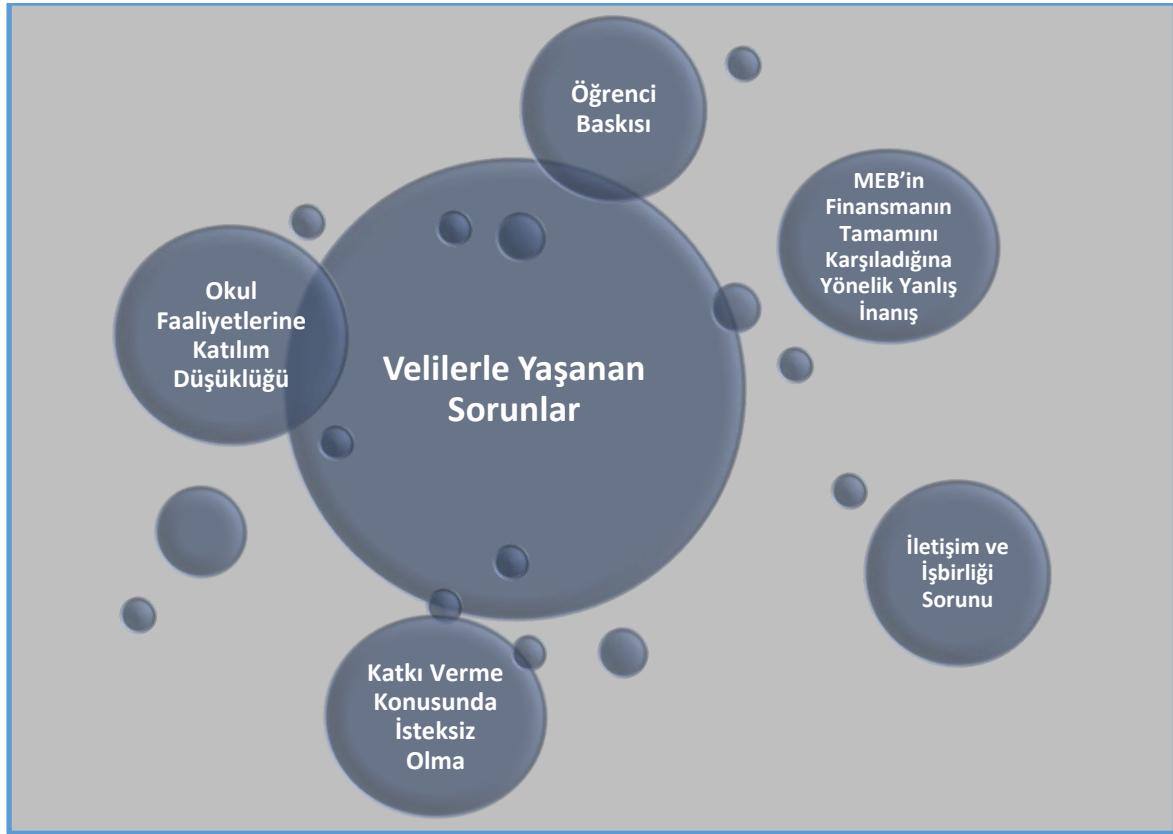 Öğrenci
Baskısı
MEB'in
Finansmanın
Tamamını
Karşıladığına
Yönelik Yanlış
İnanış
Okul
Faaliyetlerine
Katılım
Düşüklüğü
Velilerle Yaşanan
Sorunlar
İletişim ve
İşbirliği
Sorunu
Katkı Verme
Konusunda
İsteksiz
Olma